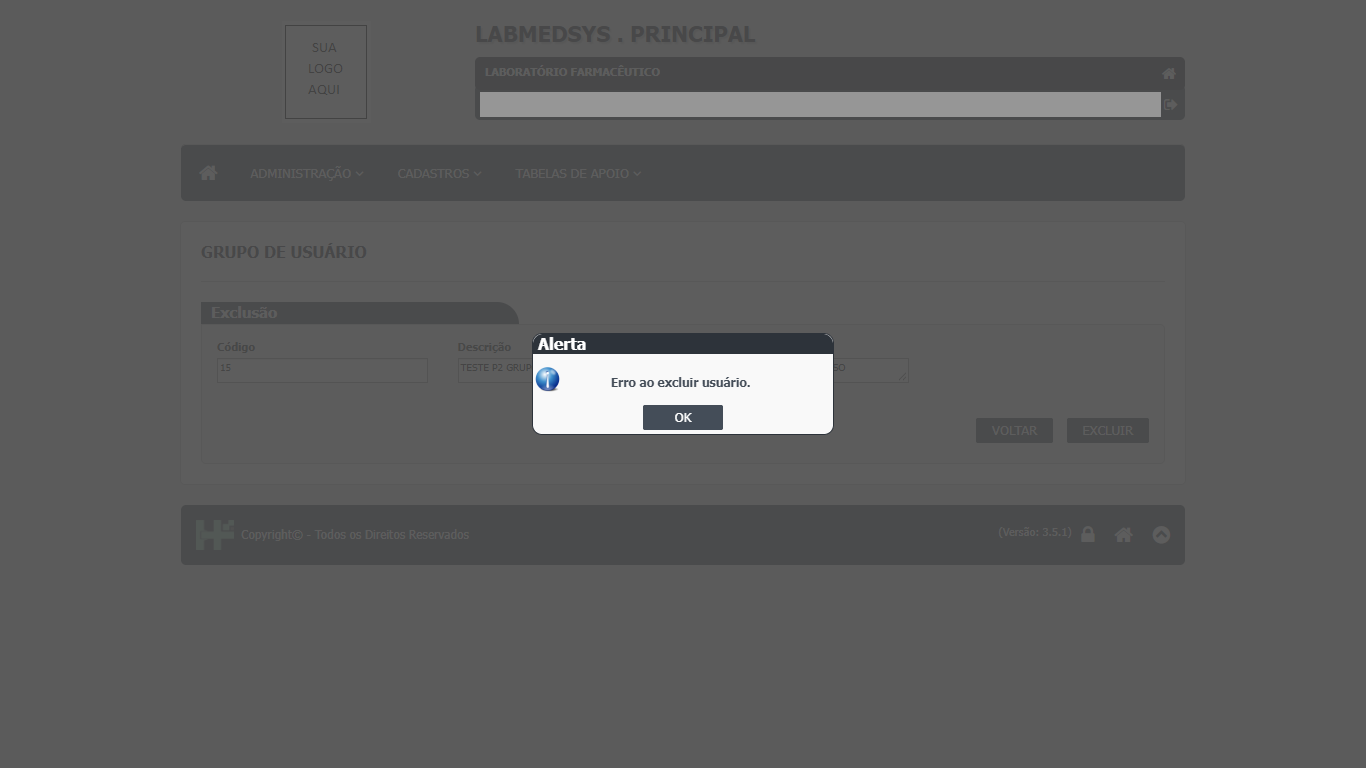 SUA
LOGO
AQUI
LABMEDSYS . PRINCIPAL
LABORATÓRIO FARMACÊUTICO
ADMINISTRAÇÃO
CADASTROS
TABELAS DE APOIO
GRUPO DE USUÁRIO
Exclusão
Código
Descrição
15
TESTE P2 GRUP
SO
Alerta
Erro ao excluir usuário.
OK
VOLTAR
EXCLUIR
Copyright© - Todos os Direitos Reservados
(Versão: 3.5.1)